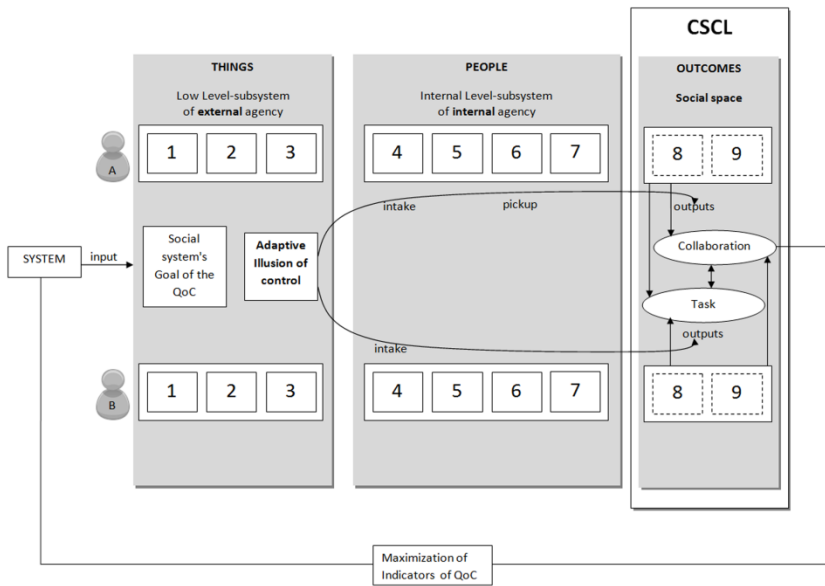 CSCL
THINGS
Low Level-subsystem
of external agency
PEOPLE
Internal Level-subsystem
of internal agency
OUTCOMES
Social space
A
1 2 3
4 5 6 7
8 9
intake
pickup
outputs
SYSTEM
input
Social
system's
Goal of the
QoC
Adaptive
Illusion of
control
Collaboration
Task
intake
outputs
B
1 2 3
4 5 6 7
8 9
Maximization of
Indicators of QoC